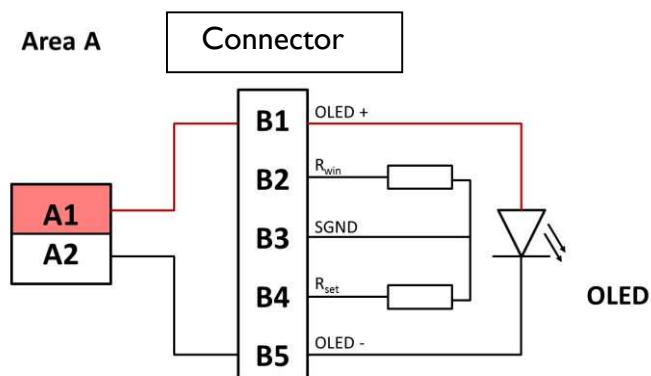 Area A
Connector
B1
OLED +
B2
Rwin
A1
B3
SGND
A2
B4
Rset
OLED
B5
OLED -